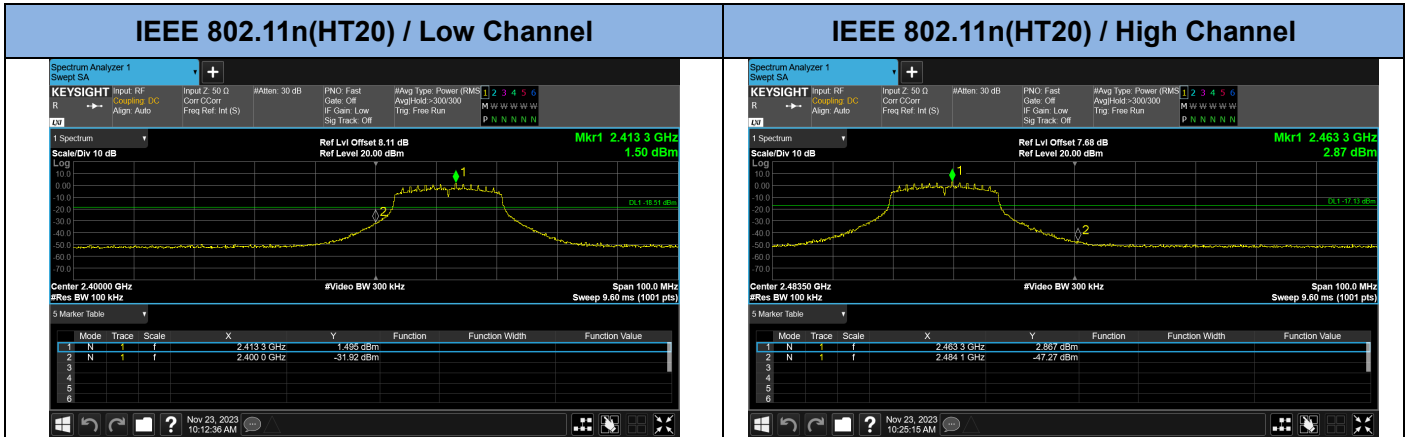 IEEE 802.11n(HT20) / Low Channel
Spectrum Analyzer 1
Swept SA
KEYSIGHT Input: RF Input Z: 50 Ω #Atten: 30 dB PNO: Fast #Avg Type: Power (RMS 1 2 3 4 5 6
R Coupling: DC Corr CCorr Gate: Off Avg|Hold:>300/300 M W W W W W
Align: Auto Freq Ref: Int (S) IF Gain: Low Trig: Free Run
LXI Sig Track: Off P N N N N N
1 Spectrum Ref Lvl Offset 8.11 dB Mkr1 2.413 3 GHz
Scale/Div 10 dB Ref Level 20.00 dBm 1.50 dBm
Log
10.0
1
0.00
-10.0
DL1 -18.51 dBm
-20.0
2
-30.0
-40.0
-50.0
-60.0
-70.0
Center 2.40000 GHz #Video BW 300 kHz Span 100.0 MHz
#Res BW 100 kHz Sweep 9.60 ms (1001 pts)
5 Marker Table
Mode Trace Scale X Y Function Function Width Function Value
1 N 1 f 2.413 3 GHz 1.495 dBm
2 N 1 f 2.400 0 GHz -31.92 dBm
3
4
5
6
? Nov 23, 2023
10:12:36 AM
IEEE 802.11n(HT20) / High Channel
Spectrum Analyzer 1
Swept SA
KEYSIGHT Input: RF Input Z: 50 Ω #Atten: 30 dB PNO: Fast #Avg Type: Power (RMS 1 2 3 4 5 6
R Coupling: DC Corr CCorr Gate: Off Avg|Hold:>300/300 M W W W W W
Align: Auto Freq Ref: Int (S) IF Gain: Low Trig: Free Run
LXI Sig Track: Off P N N N N N
1 Spectrum Ref Lvl Offset 7.68 dB Mkr1 2.463 3 GHz
Scale/Div 10 dB Ref Level 20.00 dBm 2.87 dBm
Log
10.0
1
0.00
-10.0
DL1 -17.13 dBm
-20.0
-30.0
2
-40.0
-50.0
-60.0
-70.0
Center 2.48350 GHz #Video BW 300 kHz Span 100.0 MHz
#Res BW 100 kHz Sweep 9.60 ms (1001 pts)
5 Marker Table
Mode Trace Scale X Y Function Function Width Function Value
1 N 1 f 2.463 3 GHz 2.867 dBm
2 N 1 f 2.484 1 GHz -47.27 dBm
3
4
5
6
? Nov 23, 2023
10:25:15 AM